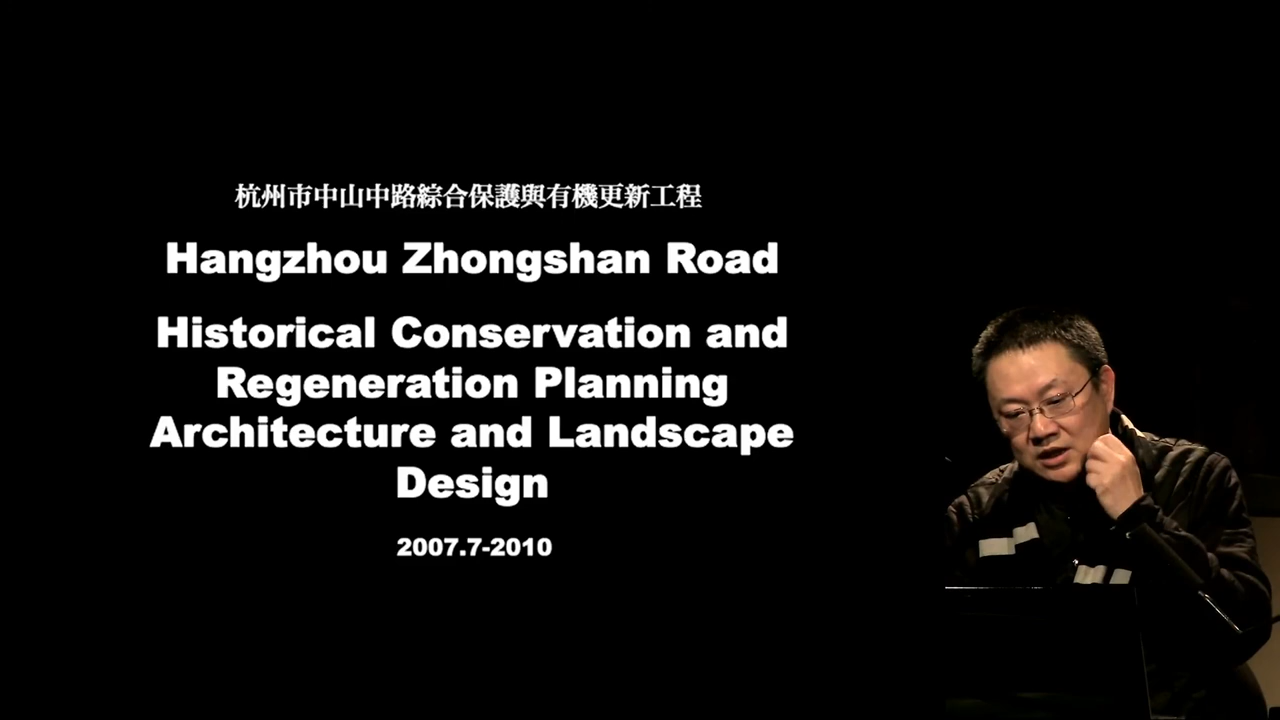 杭州市中山中路綜合保護與有機更新工程
Hangzhou Zhongshan Road
Historical Conservation and
Regeneration Planning
Architecture and Landscape
Design
2007.7-2010